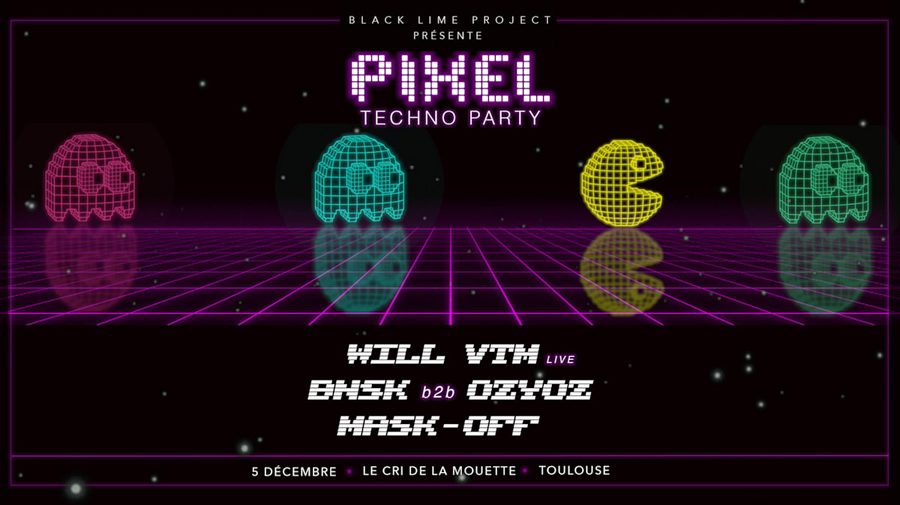 BLACK LIME PROJECT
PRÉSENTE
PIXEL
TECHNO PARTY
WILL VTM LIVE
BNSK b2b OZYOZ
MASK-OFF
5 DÉCEMBRE • LE CRI DE LA MOUETTE • TOULOUSE